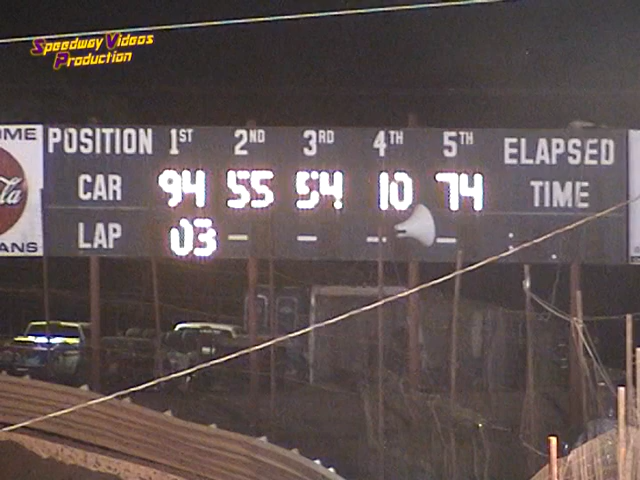 Speedway Videos
Production
POSITION 1ST 2ND 3RD 4TH 5TH ELAPSED
CAR 94 55 54 10 74 TIME
LAP 03